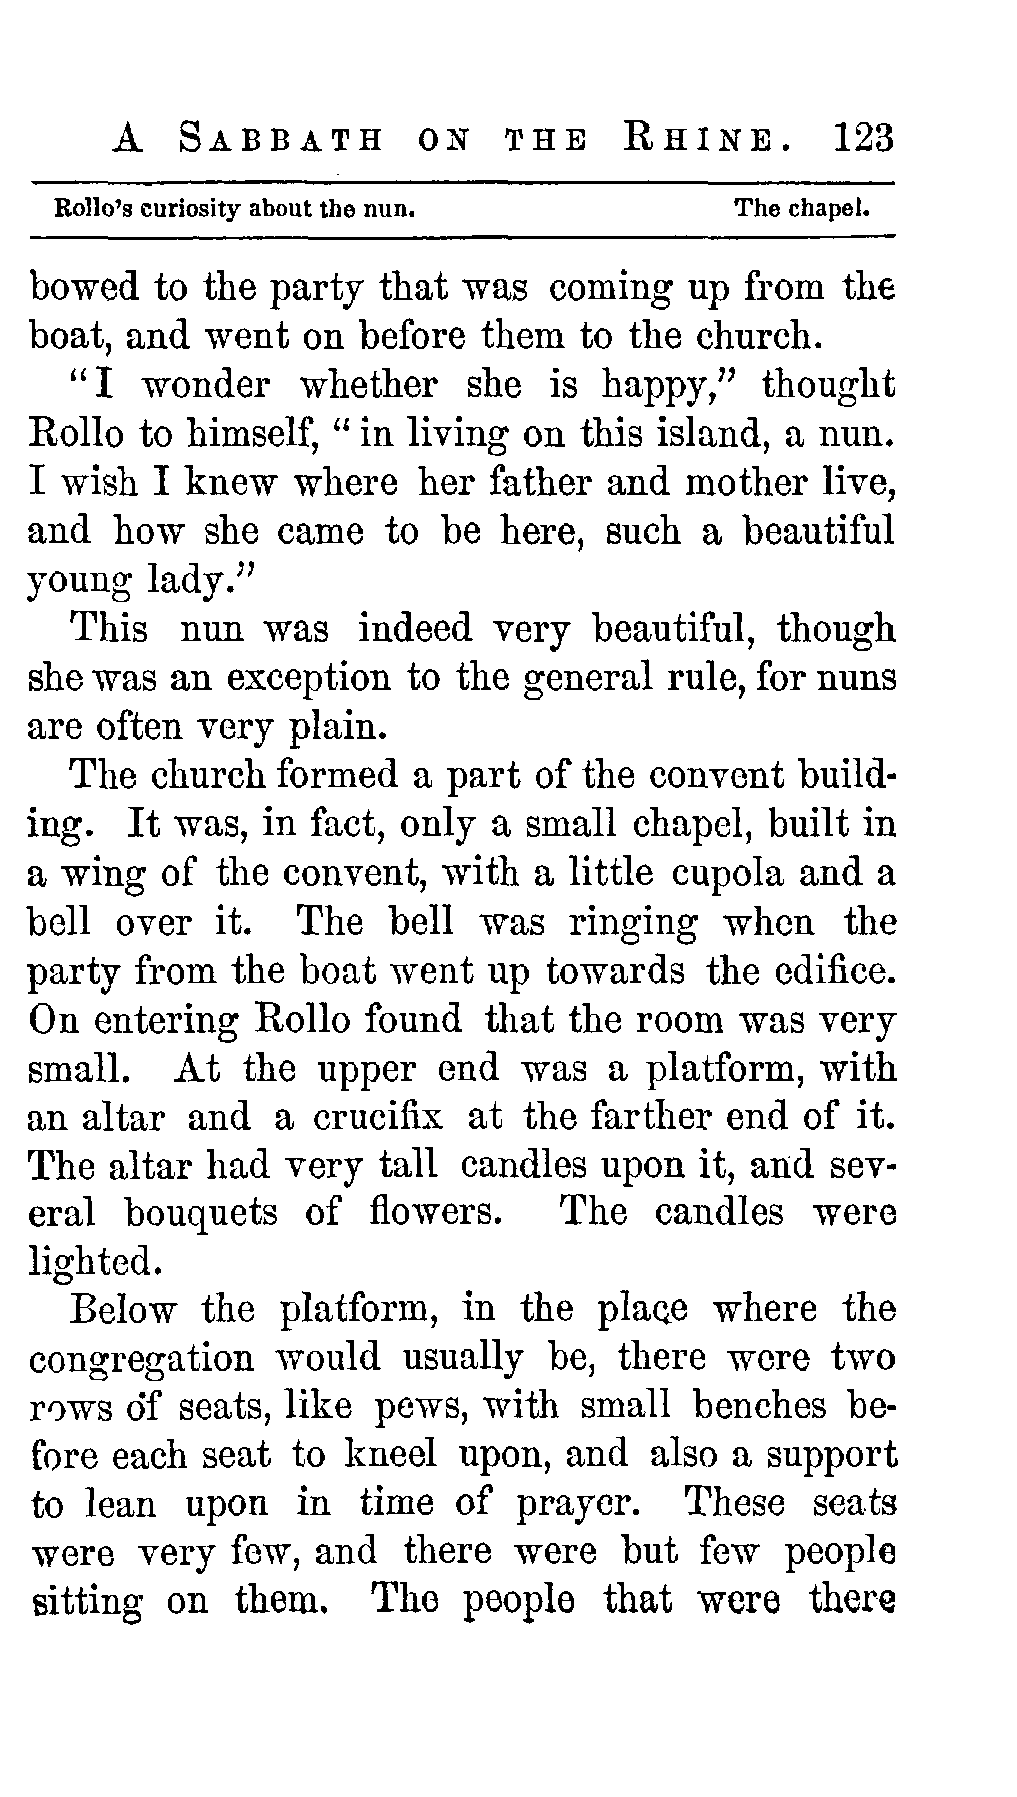 A SABBATH ON THE RHINE. 123
Rollo's curiosity about the nun. The chapel.
bowed to the party that was coming up from the
boat, and went on before them to the church.
"I wonder whether she is happy," thought
Rollo to himself, "in living on this island, a nun.
I wish I knew where her father and mother live,
and how she came to be here, such a beautiful
young lady."
This nun was indeed very beautiful, though
she was an exception to the general rule, for nuns
are often very plain.
The church formed a part of the convent build-
ing. It was, in fact, only a small chapel, built in
a wing of the convent, with a little cupola and a
bell over it. The bell was ringing when the
party from the boat went up towards the edifice.
On entering Rollo found that the room was very
small. At the upper end was a platform, with
an altar and a crucifix at the farther end of it.
The altar had very tall candles upon it, and sev-
eral bouquets of flowers. The candles were
lighted.
Below the platform, in the place where the
congregation would usually be, there were two
rows of seats, like pews, with small benches be-
fore each seat to kneel upon, and also a support
to lean upon in time of prayer. These seats
were very few, and there were but few people
sitting on them. The people that were there